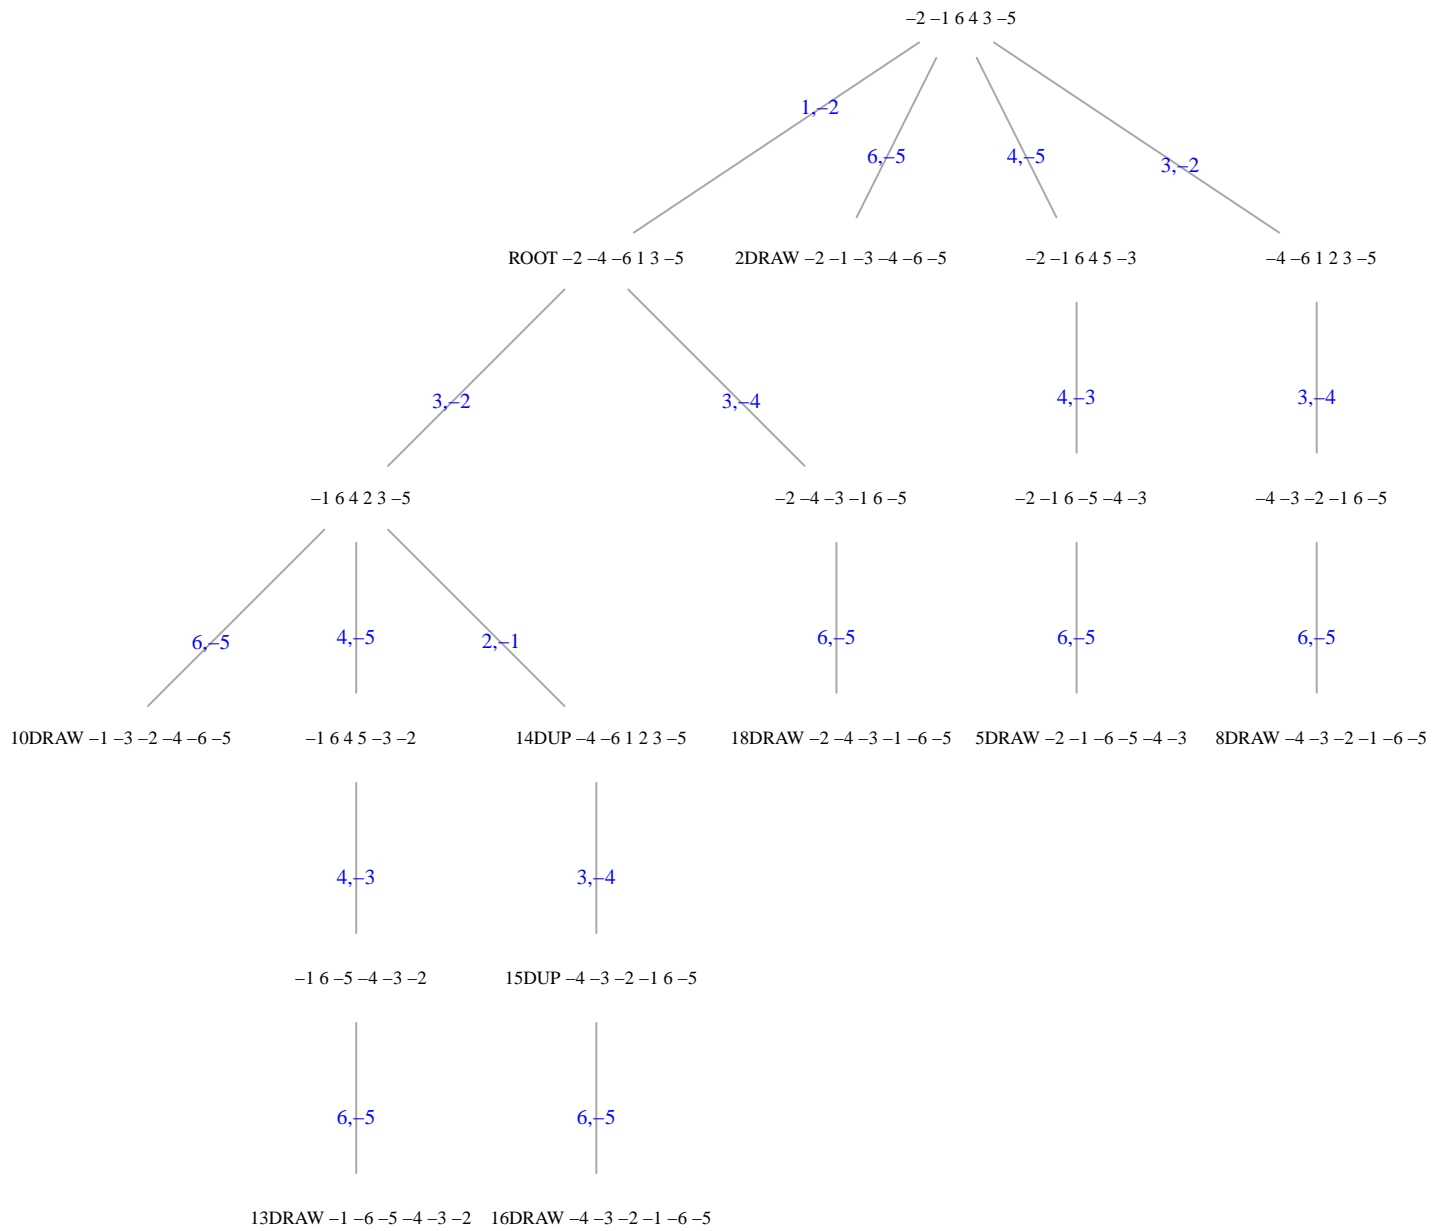 –2 –1 6 4 3 –5
1,–2
6,–5
4,–5
3,–2
ROOT –2 –4 –6 1 3 –5
2DRAW –2 –1 –3 –4 –6 –5
–2 –1 6 4 5 –3
–4 –6 1 2 3 –5
3,–2
3,–4
4,–3
3,–4
–1 6 4 2 3 –5
–2 –4 –3 –1 6 –5
–2 –1 6 –5 –4 –3
–4 –3 –2 –1 6 –5
6,–5
4,–5
2,–1
6,–5
6,–5
6,–5
10DRAW –1 –3 –2 –4 –6 –5
–1 6 4 5 –3 –2
14DUP –4 –6 1 2 3 –5
18DRAW –2 –4 –3 –1 –6 –5
5DRAW –2 –1 –6 –5 –4 –3
8DRAW –4 –3 –2 –1 –6 –5
4,–3
3,–4
–1 6 –5 –4 –3 –2
15DUP –4 –3 –2 –1 6 –5
6,–5
6,–5
13DRAW –1 –6 –5 –4 –3 –2
16DRAW –4 –3 –2 –1 –6 –5